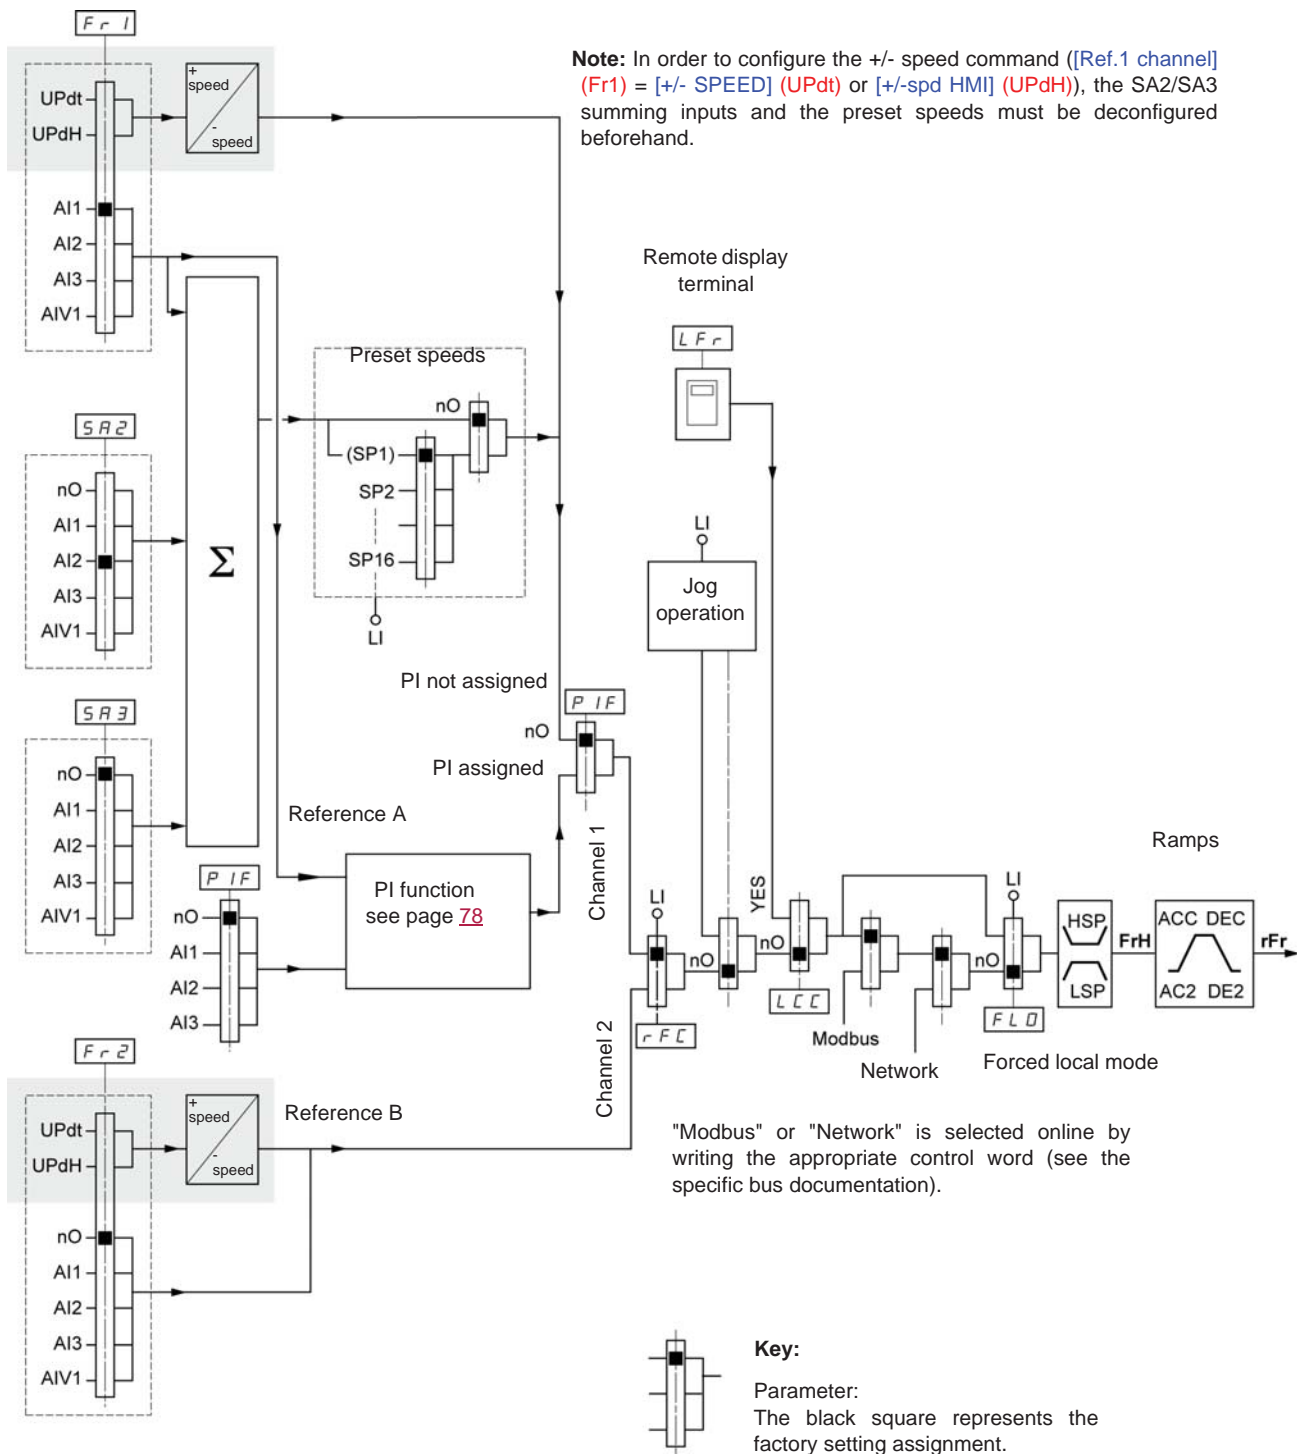 Fr1
+ speed
- speed
UPdt
UPdH
AI1
AI2
AI3
AIV1
Note: In order to configure the +/- speed command ([Ref.1 channel]
(Fr1) = [+/- SPEED] (UPdt) or [+/-spd HMI] (UPdH)), the SA2/SA3
summing inputs and the preset speeds must be deconfigured
beforehand.
Remote display
terminal
LFr
SA2
nO
AI1
AI2
AI3
AIV1
Σ
Preset speeds
nO
(SP1)
SP2
SP16
LI
LI
Jog
operation
SA3
nO
AI1
AI2
AI3
AIV1
PI not assigned
PIF
nO
PI assigned
Reference A
PIF
nO
AI1
AI2
AI3
PI function
see page 78
Channel 1
Channel 2
LI
nO
rFC
YES
nO
LCC
Modbus
Network
LI
nO
FLO
Forced local mode
HSP
LSP
FrH
Ramps
ACC DEC
AC2 DE2
rFr
Fr2
+ speed
- speed
UPdt
UPdH
nO
AI1
AI2
AI3
AIV1
Reference B
"Modbus" or "Network" is selected online by
writing the appropriate control word (see the
specific bus documentation).
Key:
Parameter:
The black square represents the
factory setting assignment.